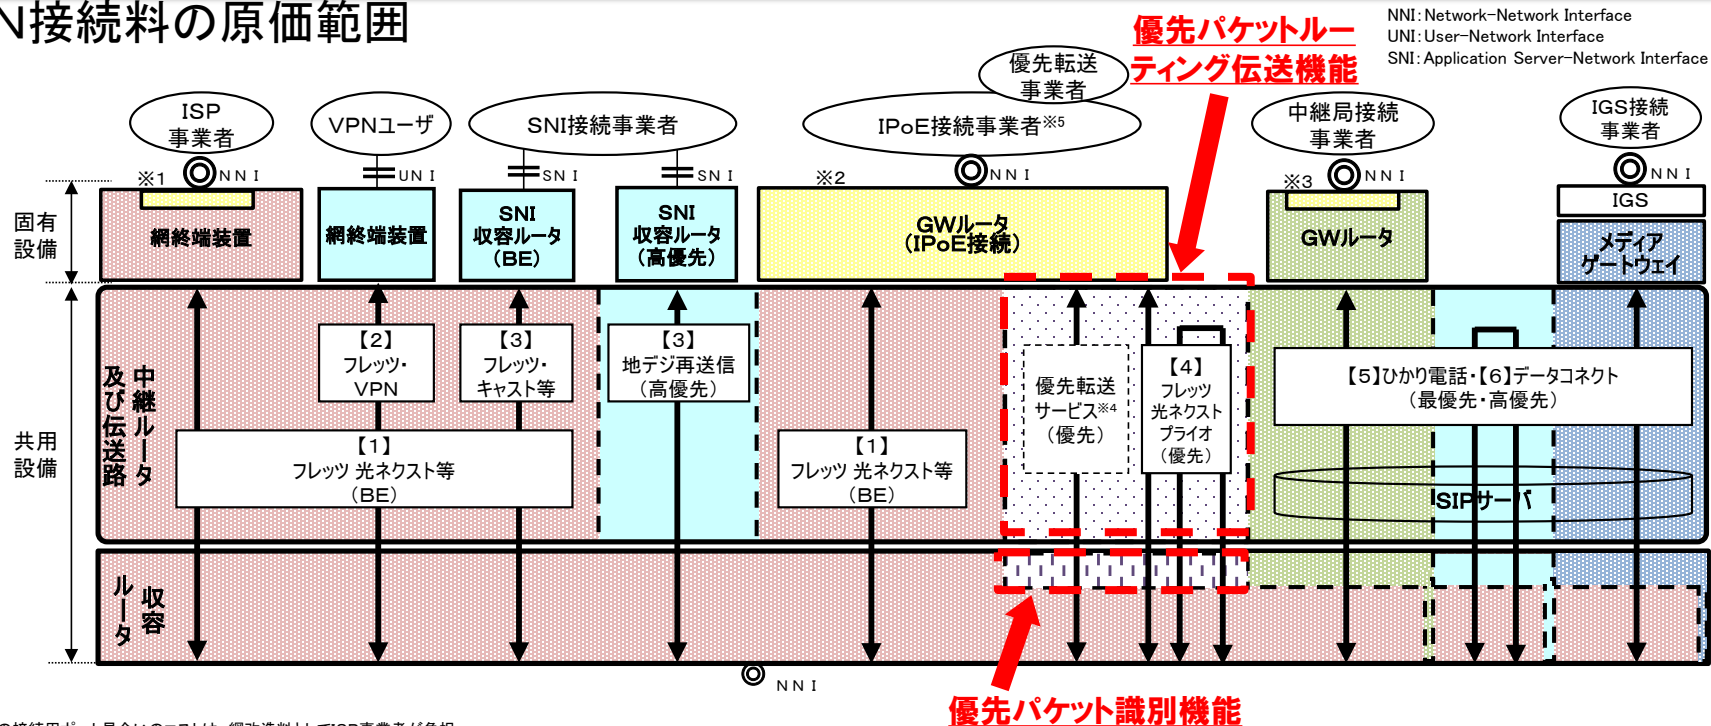 N接続料の原価範囲
優先パケットルー
ティング伝送機能
NNI:Network-Network Interface
UNI:User-Network Interface
SNI:Application Server-Network Interface
ISP
事業者
VPNユーザ
SNI接続事業者
優先転送
事業者
IPoE接続事業者※5
中継局接続
事業者
IGS接続
事業者
※1
NNI
UNI
SNI
SNI
※2
NNI
※3
NNI
NNI
固有
設備
網終端装置
網終端装置
SNI
収容ルータ
(BE)
SNI
収容ルータ
(高優先)
GWルータ
(IPoE接続)
GWルータ
IGS
メディア
ゲートウェイ
共用
設備
中継ルータ
及び伝送路
【2】
フレッツ・
VPN
【3】
フレッツ・
キャスト等
【3】
地デジ再送信
(高優先)
【1】
フレッツ 光ネクスト等
(BE)
【1】
フレッツ 光ネクスト等
(BE)
優先転送
サービス※4
(優先)
【4】
フレッツ
光ネクスト
プライオ
(優先)
【5】ひかり電話・【6】データコネクト
(最優先・高優先)
SIPサーバ
収容
ルータ
NNI
優先パケット識別機能